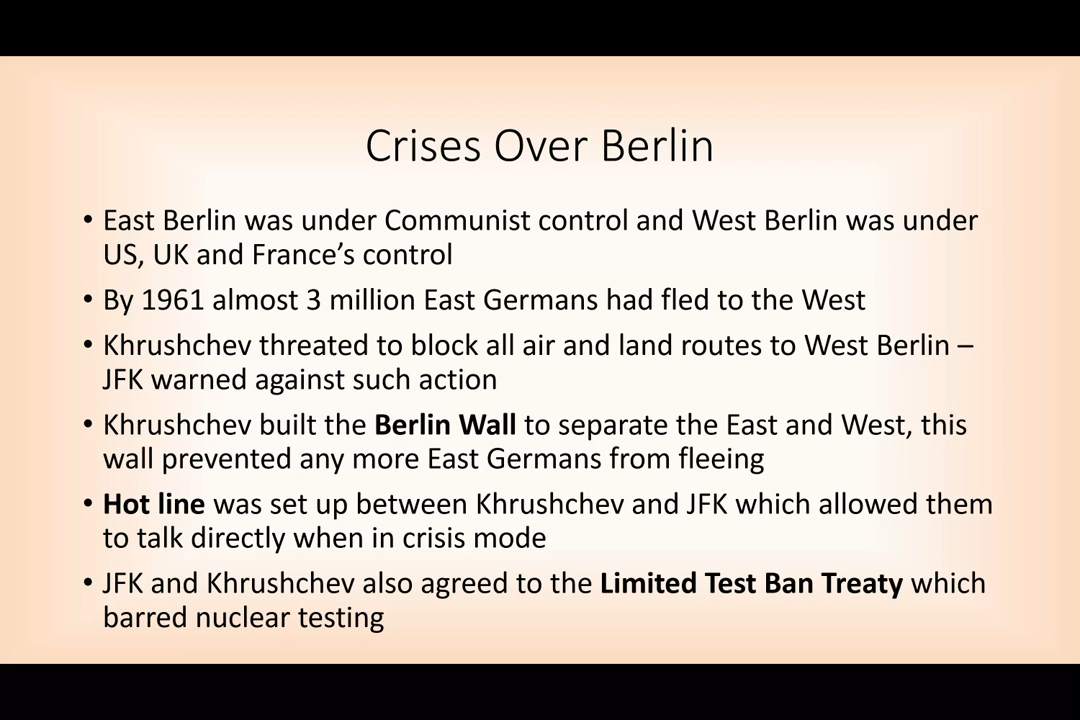 Crises Over Berlin
• East Berlin was under Communist control and West Berlin was under
US, UK and France’s control
• By 1961 almost 3 million East Germans had fled to the West
• Khrushchev threated to block all air and land routes to West Berlin –
JFK warned against such action
• Khrushchev built the Berlin Wall to separate the East and West, this
wall prevented any more East Germans from fleeing
• Hot line was set up between Khrushchev and JFK which allowed them
to talk directly when in crisis mode
• JFK and Khrushchev also agreed to the Limited Test Ban Treaty which
barred nuclear testing